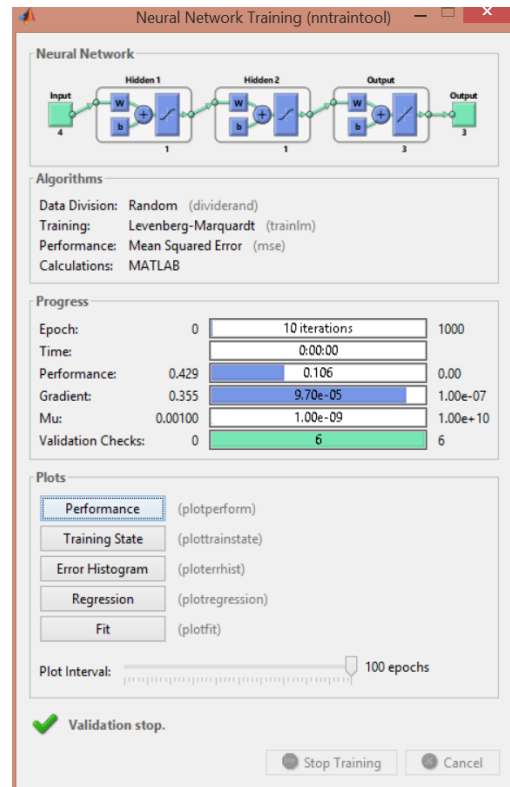 Neural Network Training (nntraintool)
Neural Network
Hidden 1 Hidden 2 Output
Input Output
W W W
b b b
4 3
1 1 3
Algorithms
Data Division: Random (dividerand)
Training: Levenberg-Marquardt (trainlm)
Performance: Mean Squared Error (mse)
Calculations: MATLAB
Progress
Epoch: 0 10 iterations 1000
Time: 0:00:00
Performance: 0.429 0.106 0.00
Gradient: 0.355 9.70e-05 1.00e-07
Mu: 0.00100 1.00e-09 1.00e+10
Validation Checks: 0 6 6
Plots
Performance (plotperform)
Training State (plottrainstate)
Error Histogram (ploterrhist)
Regression (plotregression)
Fit (plotfit)
Plot Interval: 100 epochs
Validation stop.
Stop Training Cancel